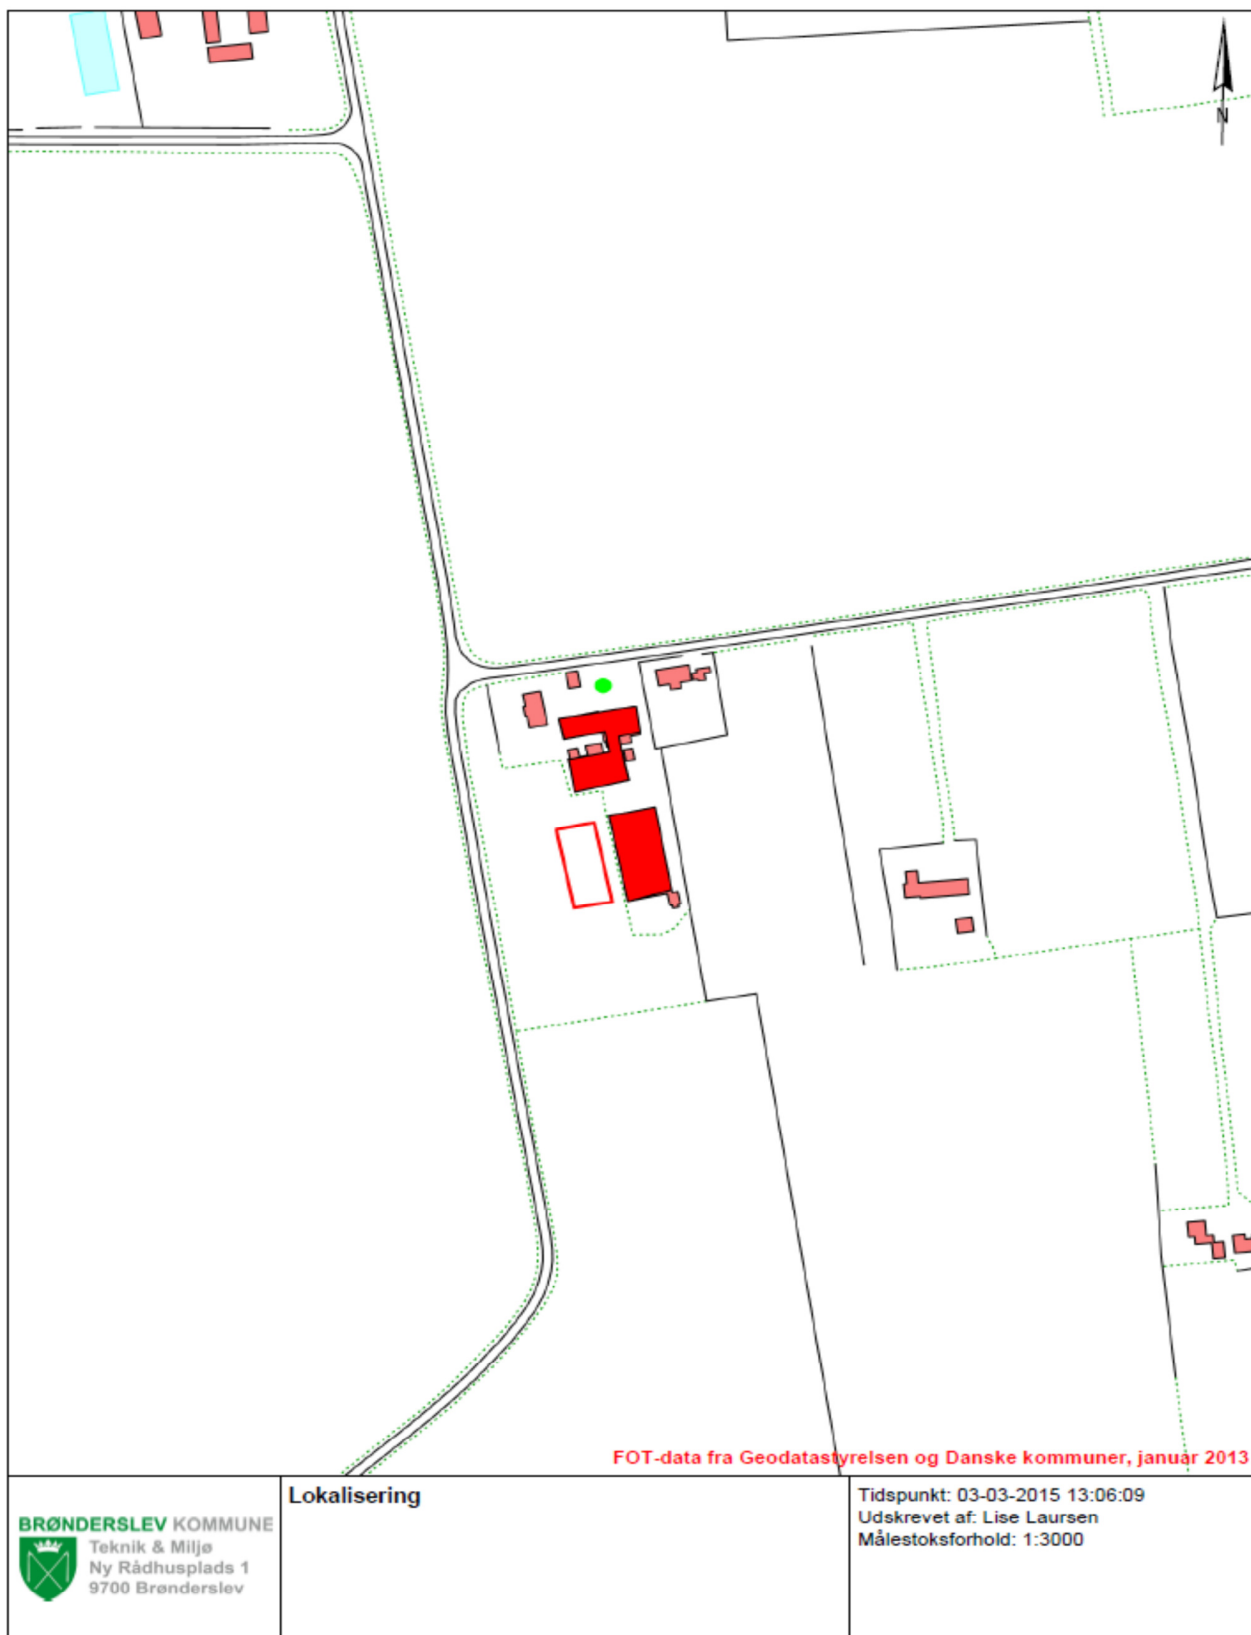 N
FOT-data fra Geodatastyrelsen og Danske kommuner, januar 2013
BRØNDERSLEV KOMMUNE
Teknik & Miljø
Ny Rådhusplads 1
9700 Brønderslev
Lokalisering
Tidspunkt: 03-03-2015 13:06:09
Udskrevet af: Lise Laursen
Målestoksforhold: 1:3000